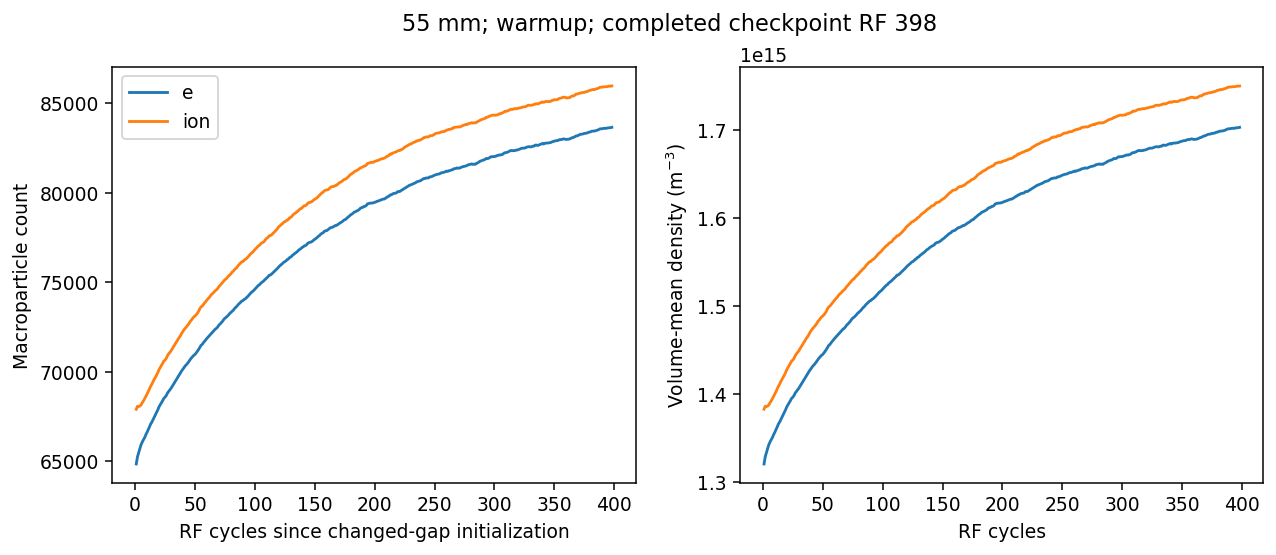 55 mm; warmup; completed checkpoint RF 398
e
ion
Macroparticle count
85000
80000
75000
70000
65000
0 50 100 150 200 250 300 350 400
RF cycles since changed-gap initialization
1e15
Volume-mean density (m⁻³)
1.7
1.6
1.5
1.4
1.3
0 50 100 150 200 250 300 350 400
RF cycles